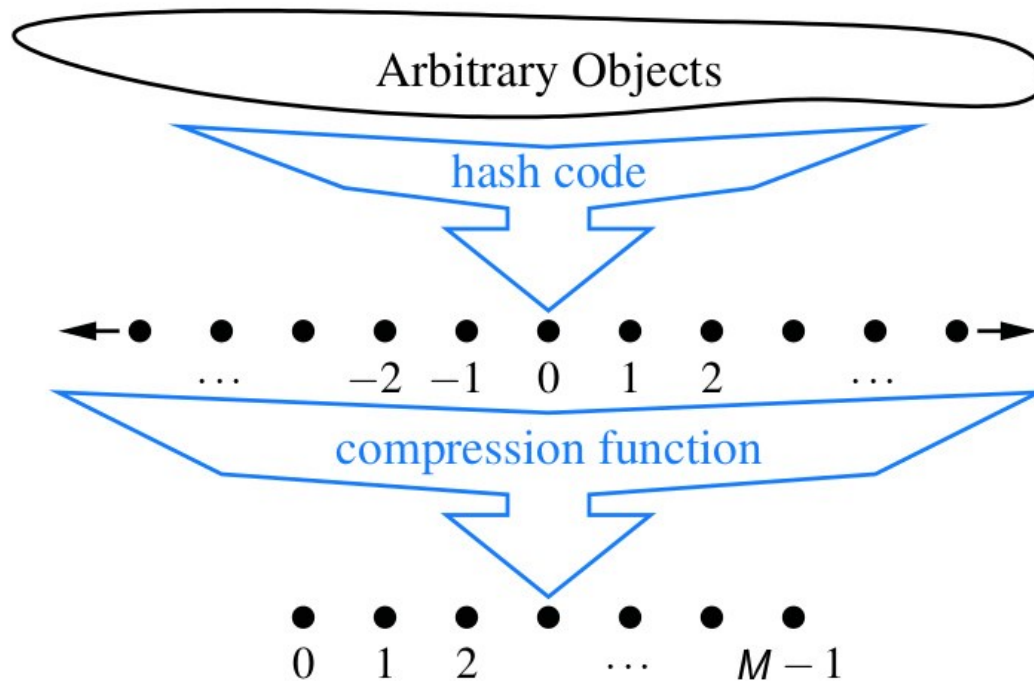 Arbitrary Objects
hash code
··· −2 −1 0 1 2 ···
compression function
0 1 2 ··· M − 1